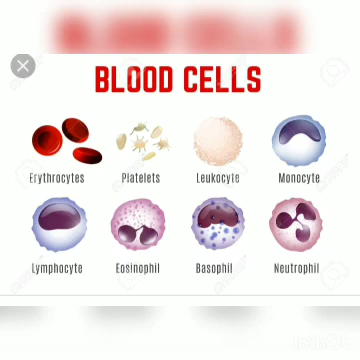 BLOOD CELLS
Erythrocytes Platelets Leukocyte Monocyte
Lymphocyte Eosinophil Basophil Neutrophil